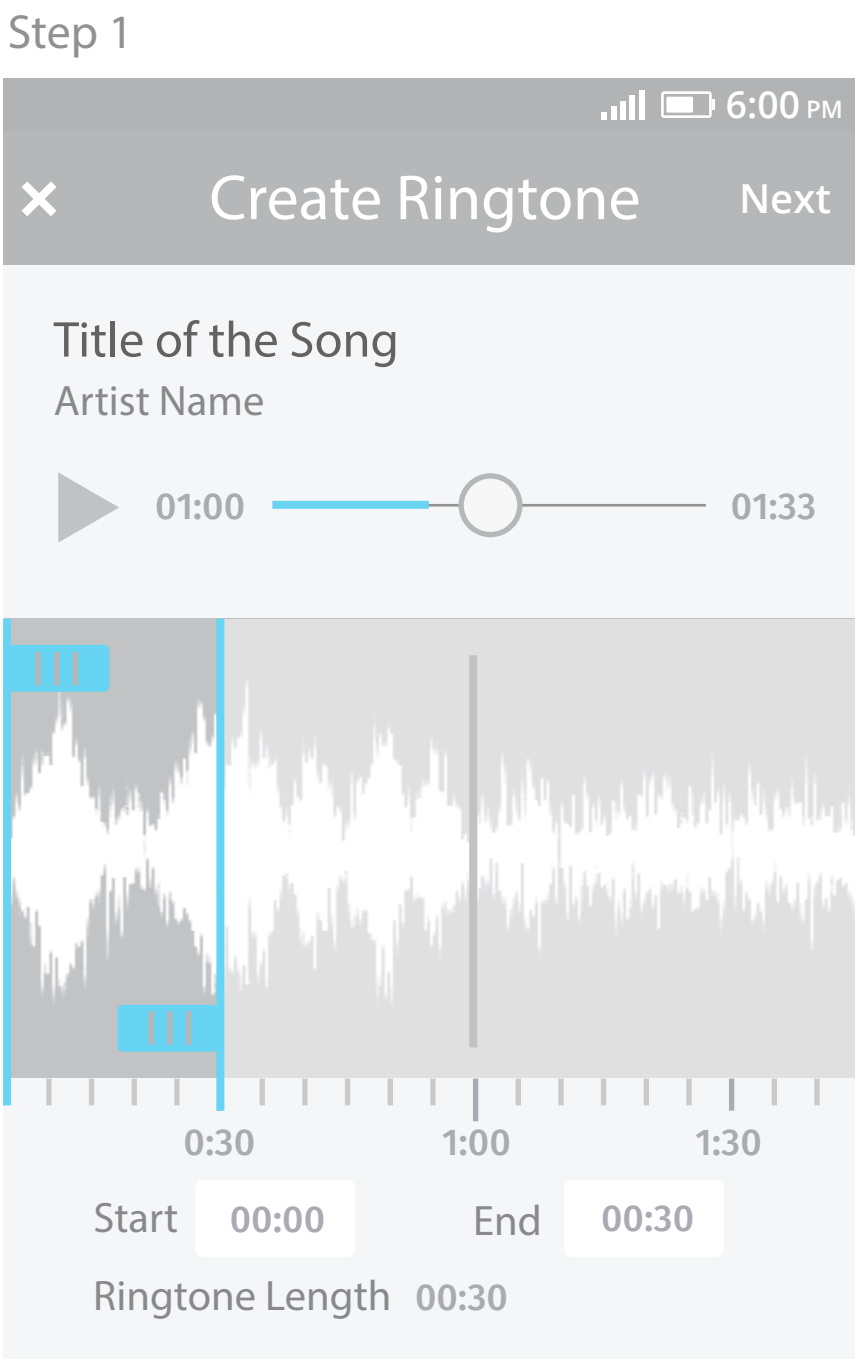 Step 1
6:00 PM
× Create Ringtone Next
Title of the Song
Artist Name
01:00 01:33
0:30 1:00 1:30
Start 00:00 End 00:30
Ringtone Length 00:30